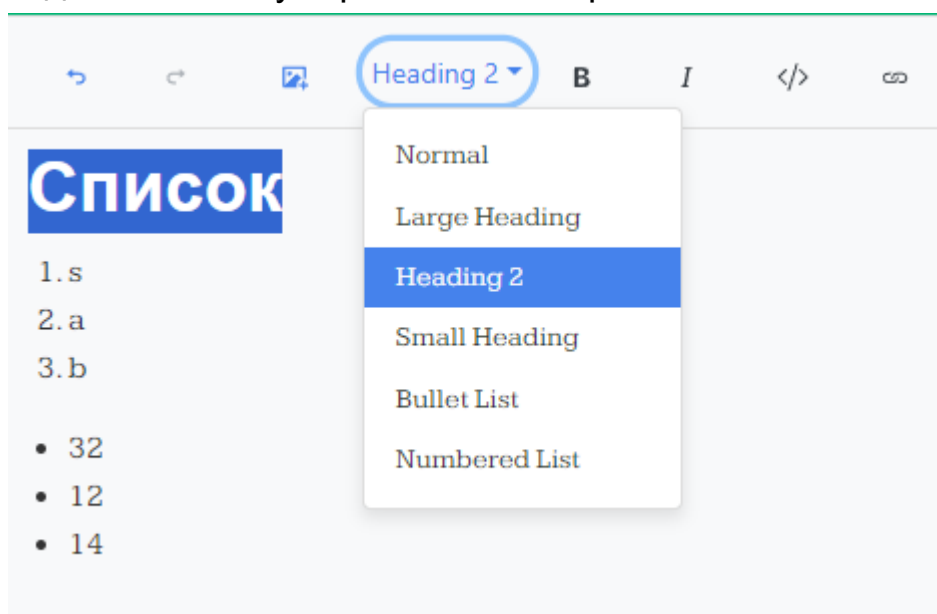 Heading 2 B I </>
Normal
Large Heading
Heading 2
Small Heading
Bullet List
Numbered List
Список
1. s
2. a
3. b
• 32
• 12
• 14